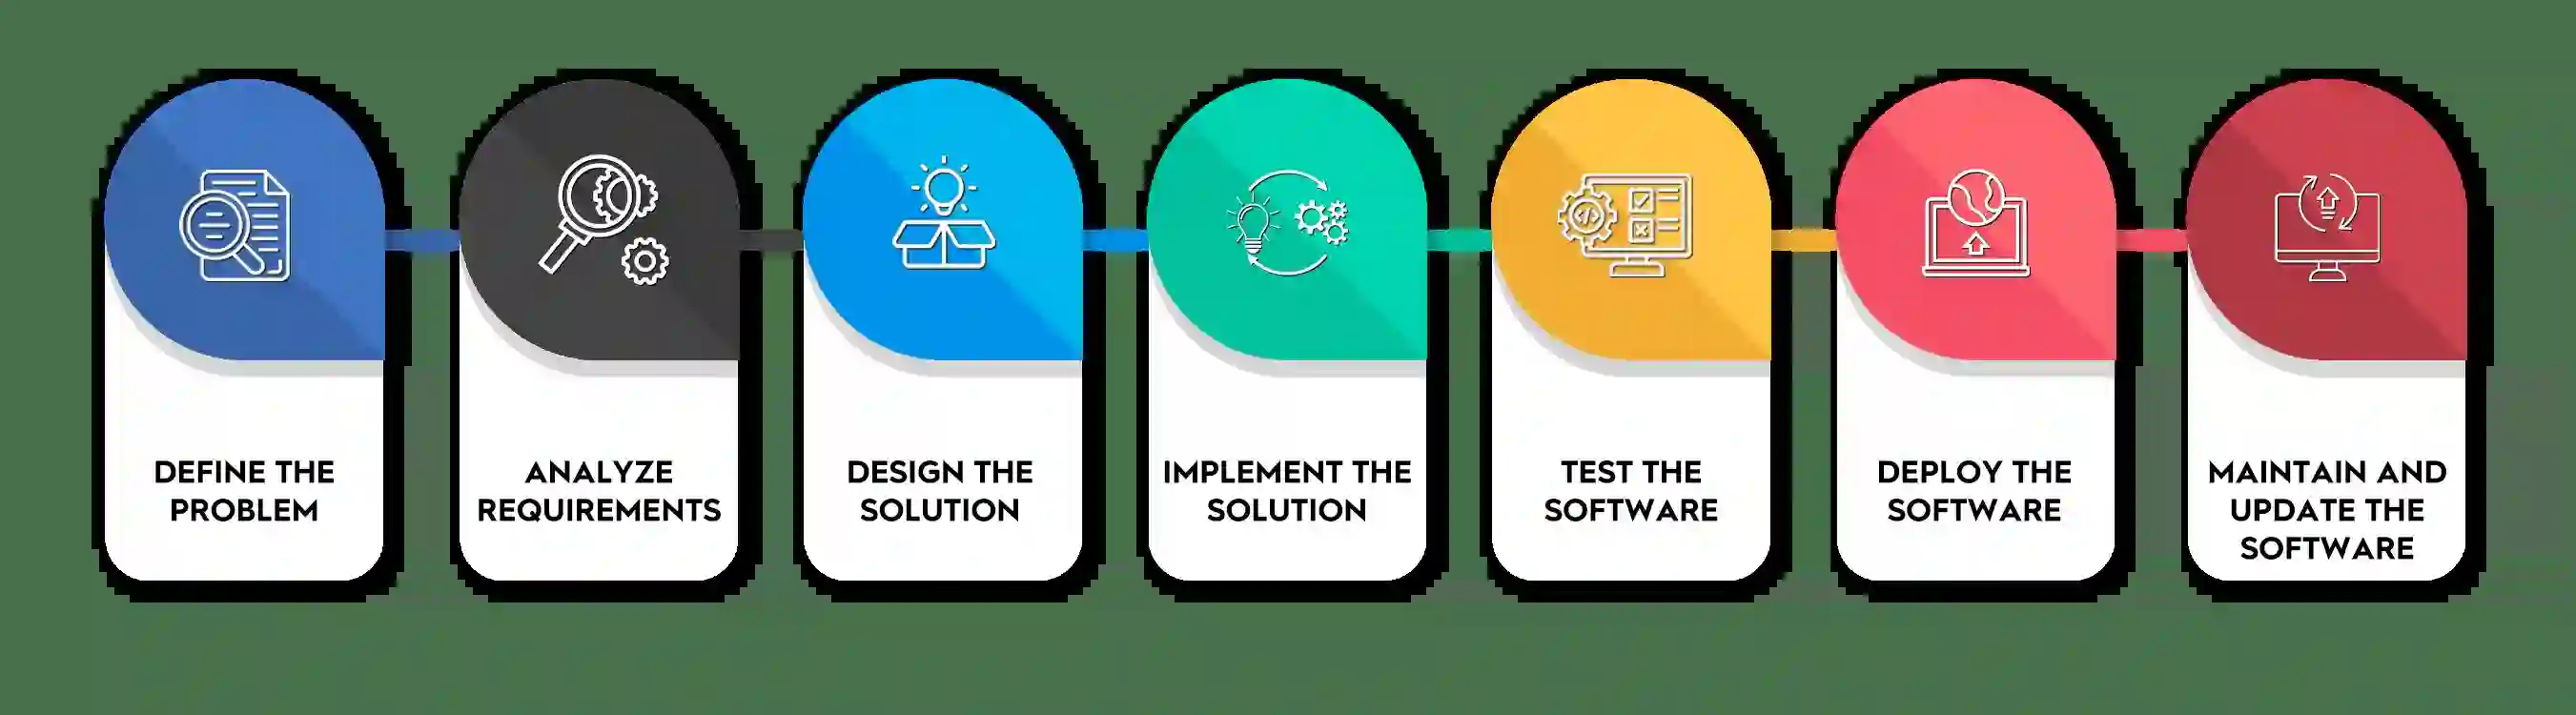 DEFINE THE
PROBLEM
ANALYZE
REQUIREMENTS
DESIGN THE
SOLUTION
IMPLEMENT THE
SOLUTION
TEST THE
SOFTWARE
DEPLOY THE
SOFTWARE
MAINTAIN AND
UPDATE THE
SOFTWARE